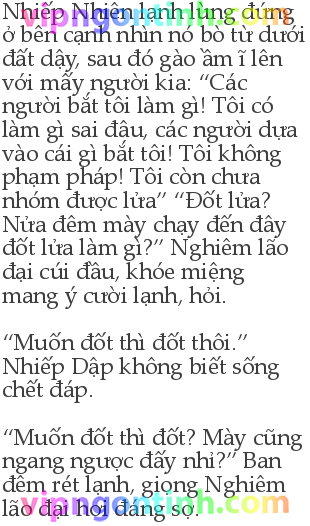 Nhiếp Nhiên lạnh lùng đứng
ở bên cạnh nhìn nó bò từ dưới
đất dậy, sau đó gào ầm ĩ lên
với mấy người kia: “Các
người bắt tôi làm gì! Tôi có
làm gì sai đâu, các người dựa
vào cái gì bắt tôi! Tôi không
phạm pháp! Tôi còn chưa
nhóm được lửa” “Đốt lửa?
Nửa đêm mày chạy đến đây
đốt lửa làm gì?” Nghiêm lão
đại cúi đầu, khóe miệng
mang ý cười lạnh, hỏi.
“Muốn đốt thì đốt thôi.”
Nhiếp Dập không biết sống
chết đáp.
“Muốn đốt thì đốt? Mày cũng
ngang ngược đấy nhỉ?” Ban
đêm rét lạnh, giọng Nghiêm
lão đại hơi đáng sợ.
vipngontinh.com
vipngontinh.com